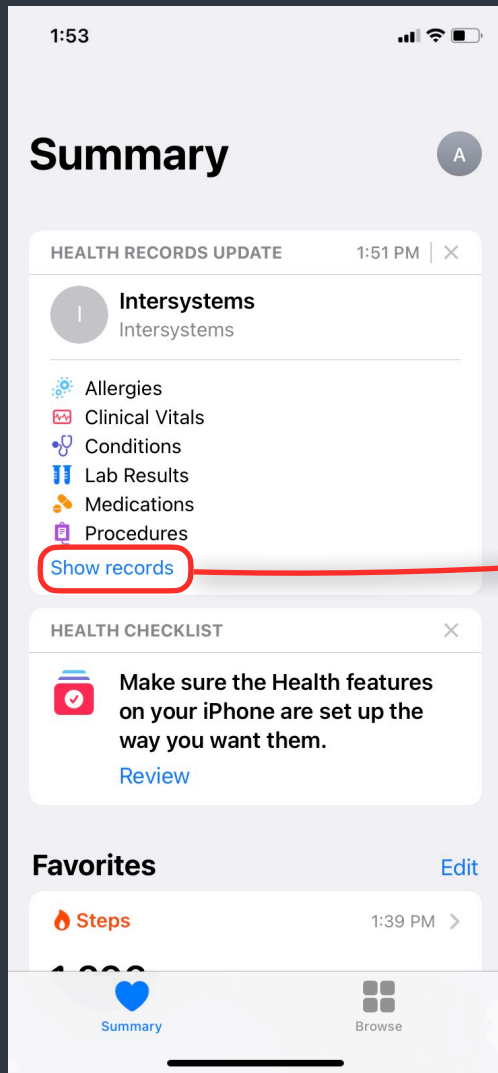 1:53
Summary
A
HEALTH RECORDS UPDATE 1:51 PM
I
Intersystems
Intersystems
Allergies
Clinical Vitals
Conditions
Lab Results
Medications
Procedures
Show records
HEALTH CHECKLIST
Make sure the Health features
on your iPhone are set up the
way you want them.
Review
Favorites Edit
Steps 1:39 PM
Summary Browse